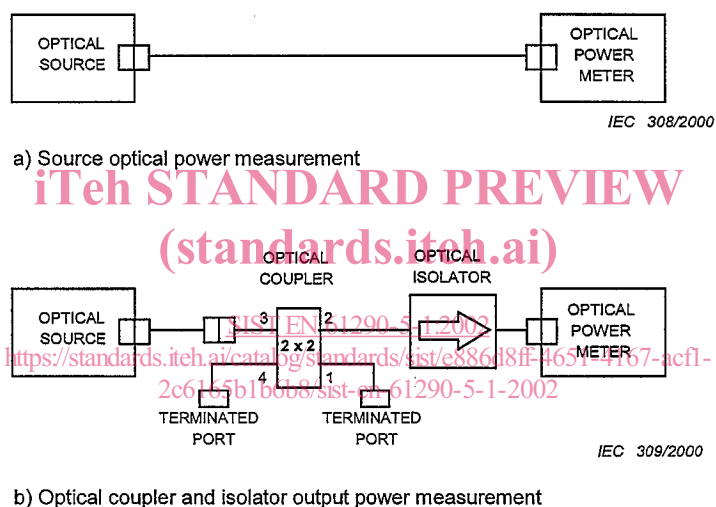 OPTICAL
SOURCE
OPTICAL
POWER
METER
IEC 308/2000
a) Source optical power measurement
iTeh STANDARD PREVIEW
(standards.iteh.ai)
OPTICAL
COUPLER
OPTICAL
ISOLATOR
OPTICAL
SOURCE
3
2
2 x 2
4
1
OPTICAL
POWER
METER
SIST EN 61290-5-1:2002
https://standards.iteh.ai/catalog/standards/sist/e886d8ff-4651-4167-acf1-
2c6165b1b6b8/sist-en-61290-5-1-2002
TERMINATED
PORT
TERMINATED
PORT
IEC 309/2000
b) Optical coupler and isolator output power measurement